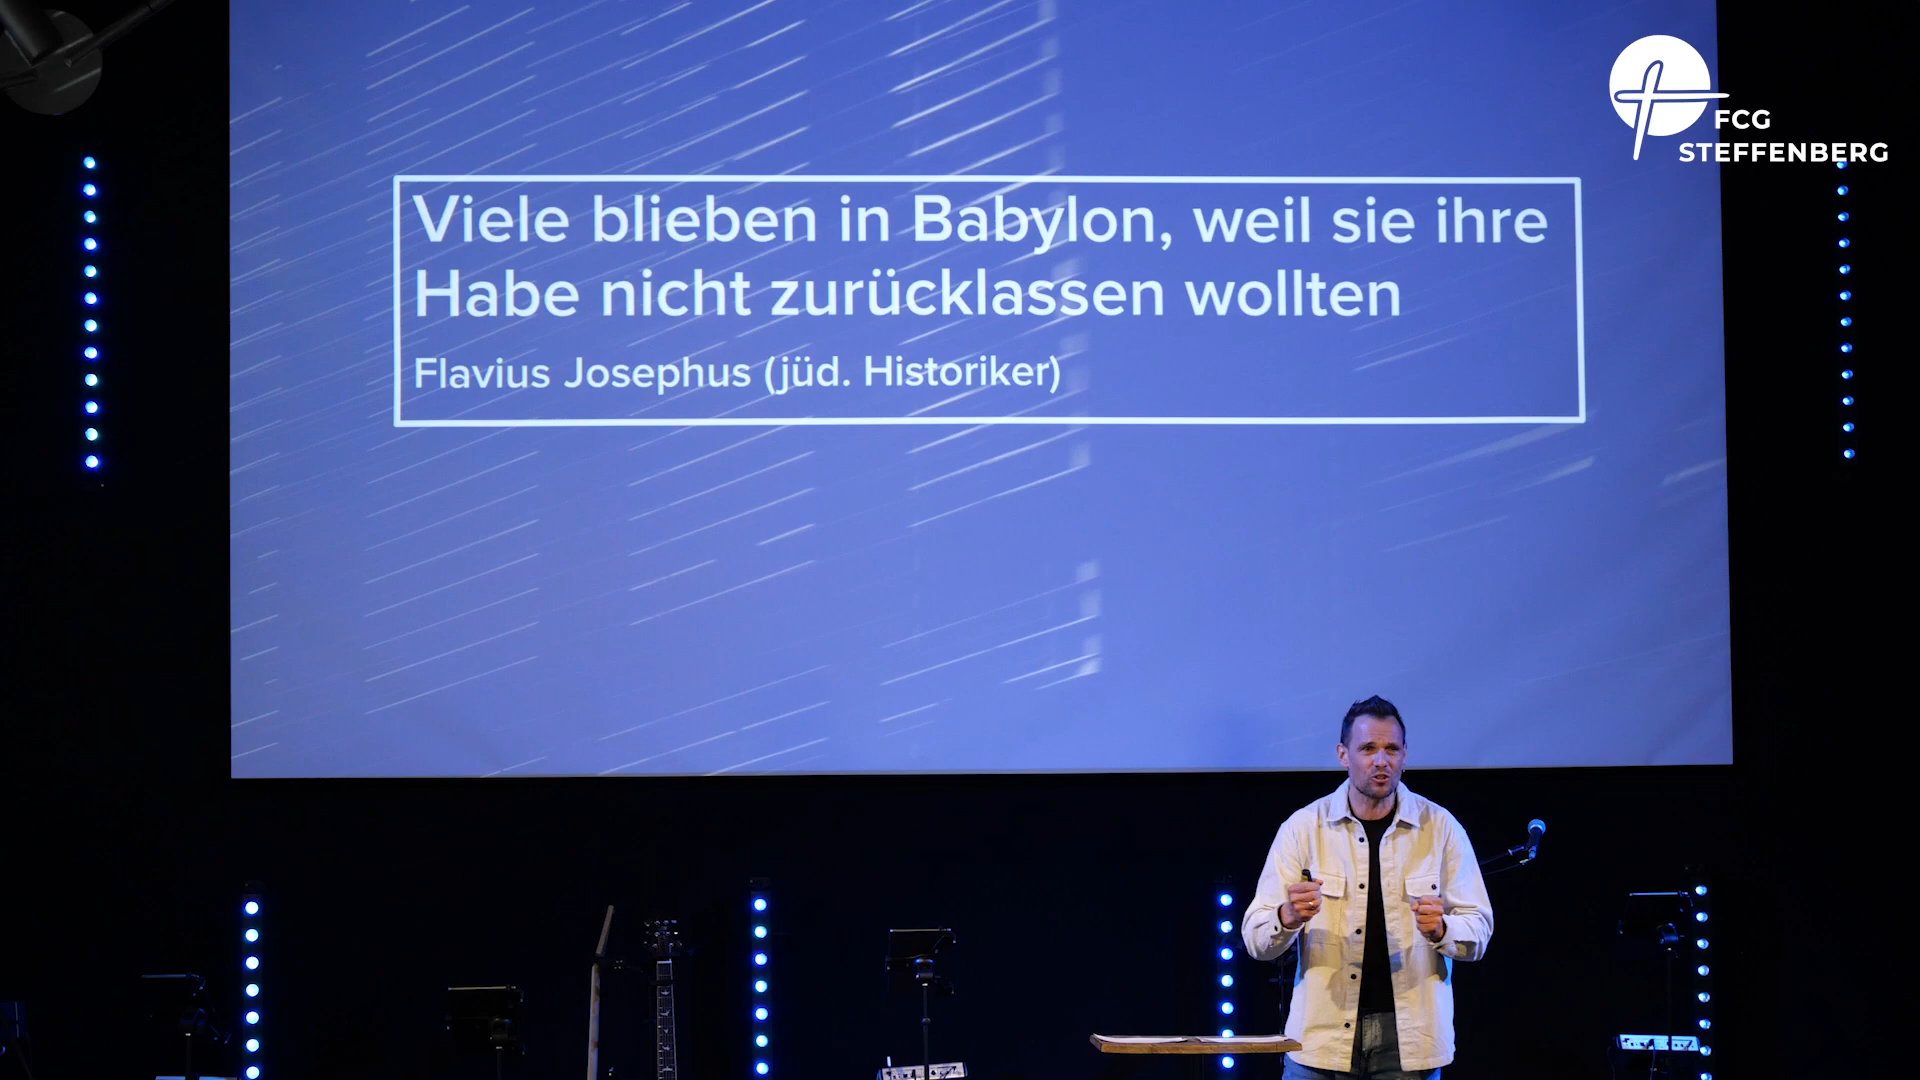 FCG
STEFFENBERG
Viele blieben in Babylon, weil sie ihre
Habe nicht zurücklassen wollten
Flavius Josephus (jüd. Historiker)